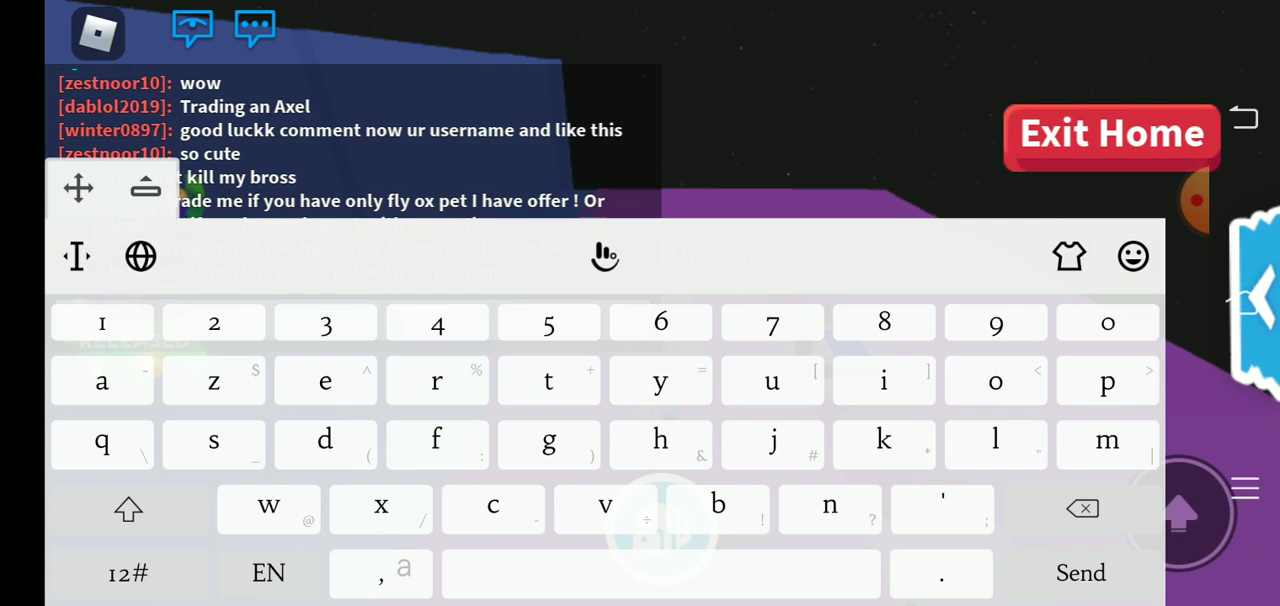 [zestnoor10]: wow
[dablol2019]: Trading an Axel
[winter0897]: good luckk comment now ur username and like this
[zestnoor10]: so cute
kill my bross
rade me if you have only fly ox pet I have offer ! Or
Exit Home
1 2 3 4 5 6 7 8 9 0
a - z $ e ^ r % t + y = u [ i ] o < p >
q \ s _ d ( f : g ) h & j # k * l " m |
w @ x / c - v ÷ b ! n ? ' ;
12# EN , a . Send
RELEASED